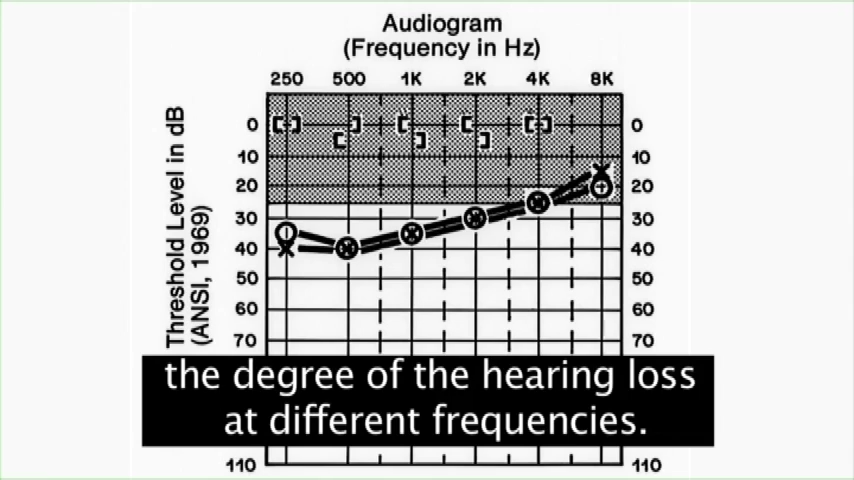 Audiogram
(Frequency in Hz)
250 500 1K 2K 4K 8K
Threshold Level in dB
(ANSI, 1969)
0 0
10 10
20 20
30 30
40 40
50 50
60 60
70 70
the degree of the hearing loss
at different frequencies.
110 110